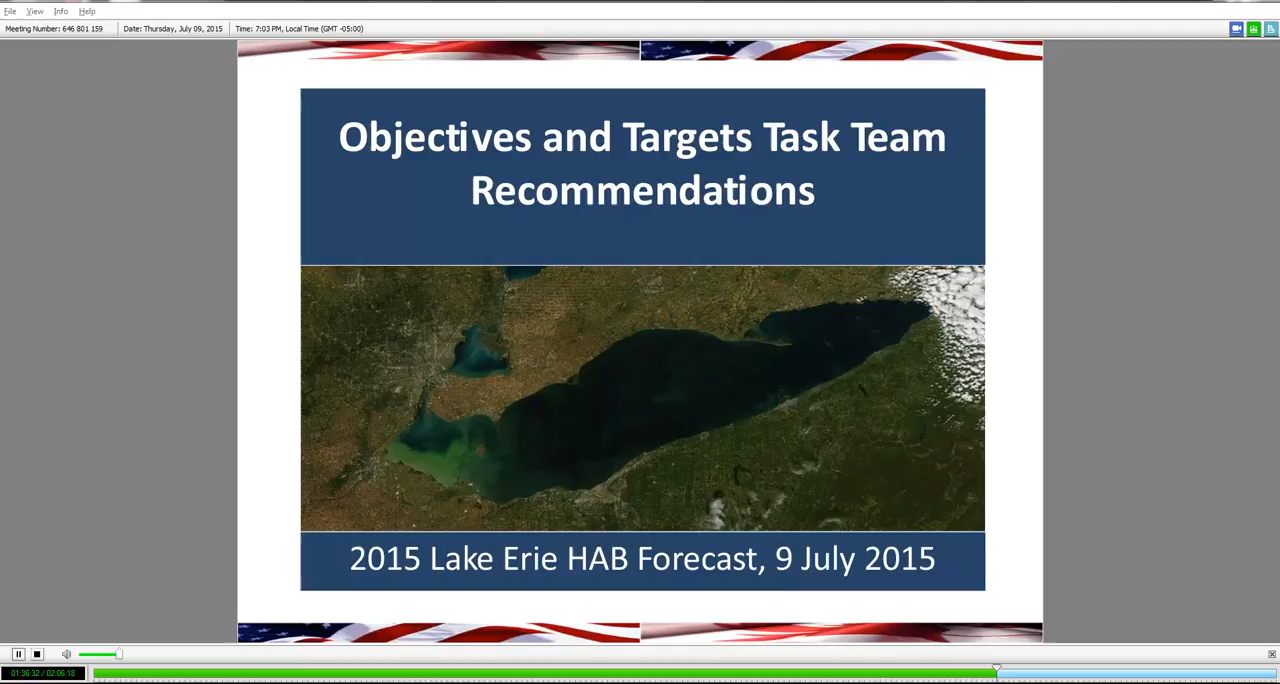 File View Info Help
Meeting Number: 646 801 159 Date: Thursday, July 09, 2015 Time: 7:03 PM, Local Time (GMT -05:00)
Objectives and Targets Task Team
Recommendations
2015 Lake Erie HAB Forecast, 9 July 2015
01:36:32 / 02:06:18